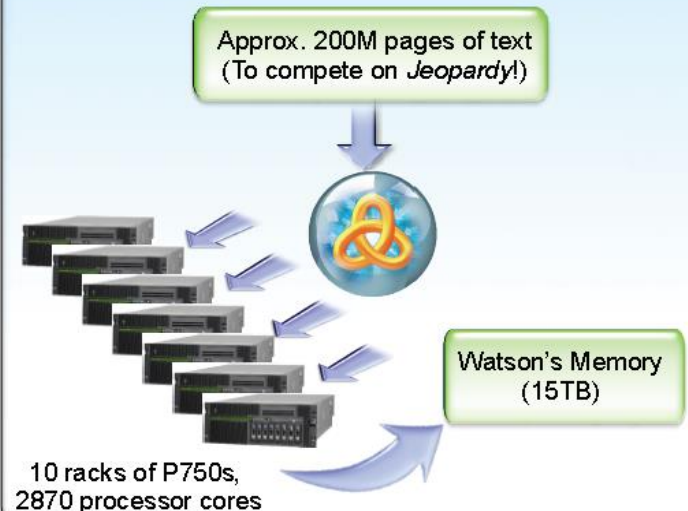 Approx. 200M pages of text
(To compete on Jeopardy!)
Watson's Memory
(15TB)
10 racks of P750s,
2870 processor cores